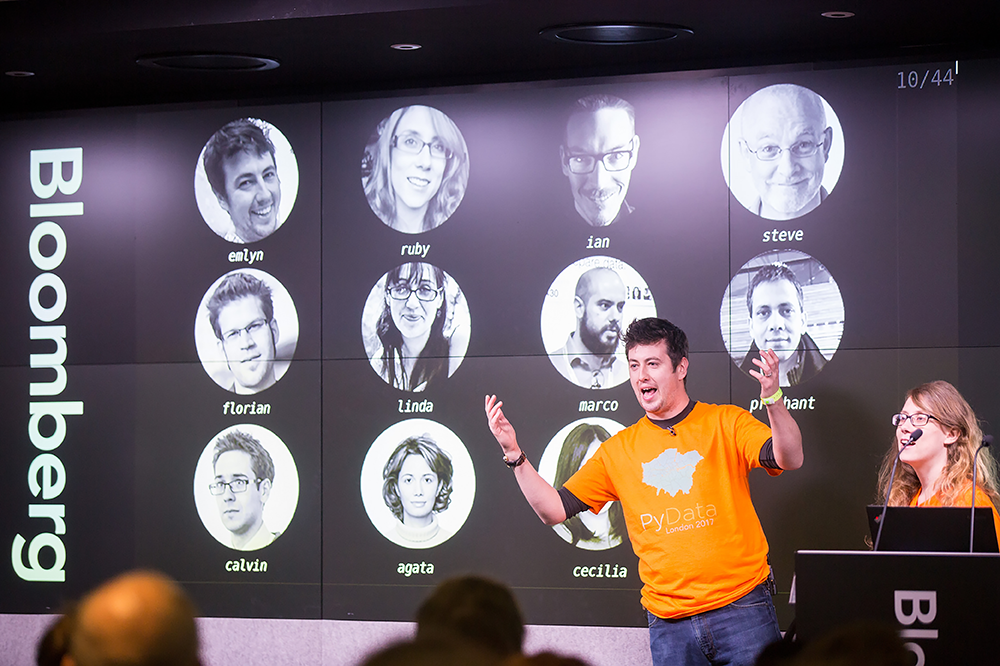 10/44
Bloomberg
emlyn
ruby
ian
steve
florian
linda
marco
calvin
agata
cecilia
PyData
London 2017